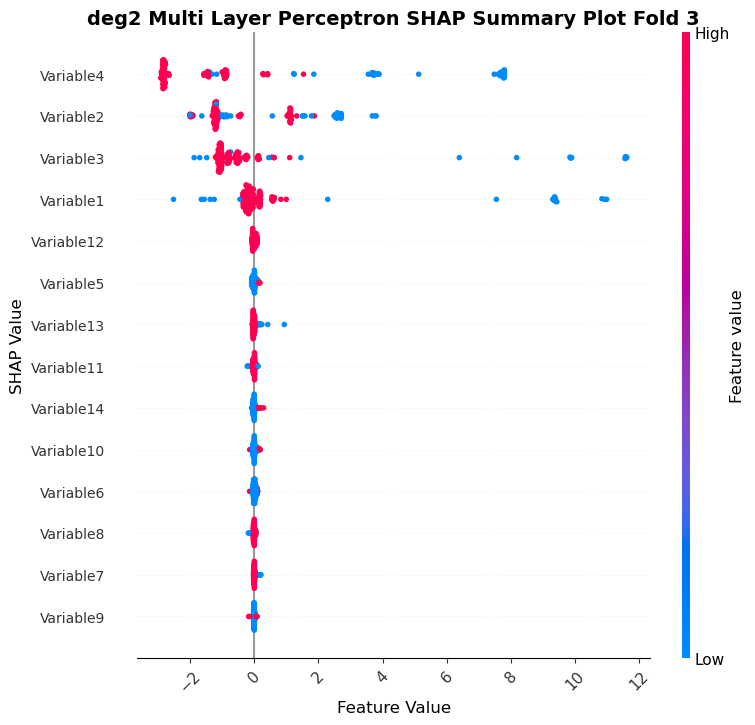 deg2 Multi Layer Perceptron SHAP Summary Plot Fold 3
High
Variable4
Variable2
Variable3
Variable1
Variable12
Variable5
Variable13
Variable11
Variable14
Variable10
Variable6
Variable8
Variable7
Variable9
SHAP Value
Feature value
Low
−2
0
2
4
6
8
10
12
Feature Value